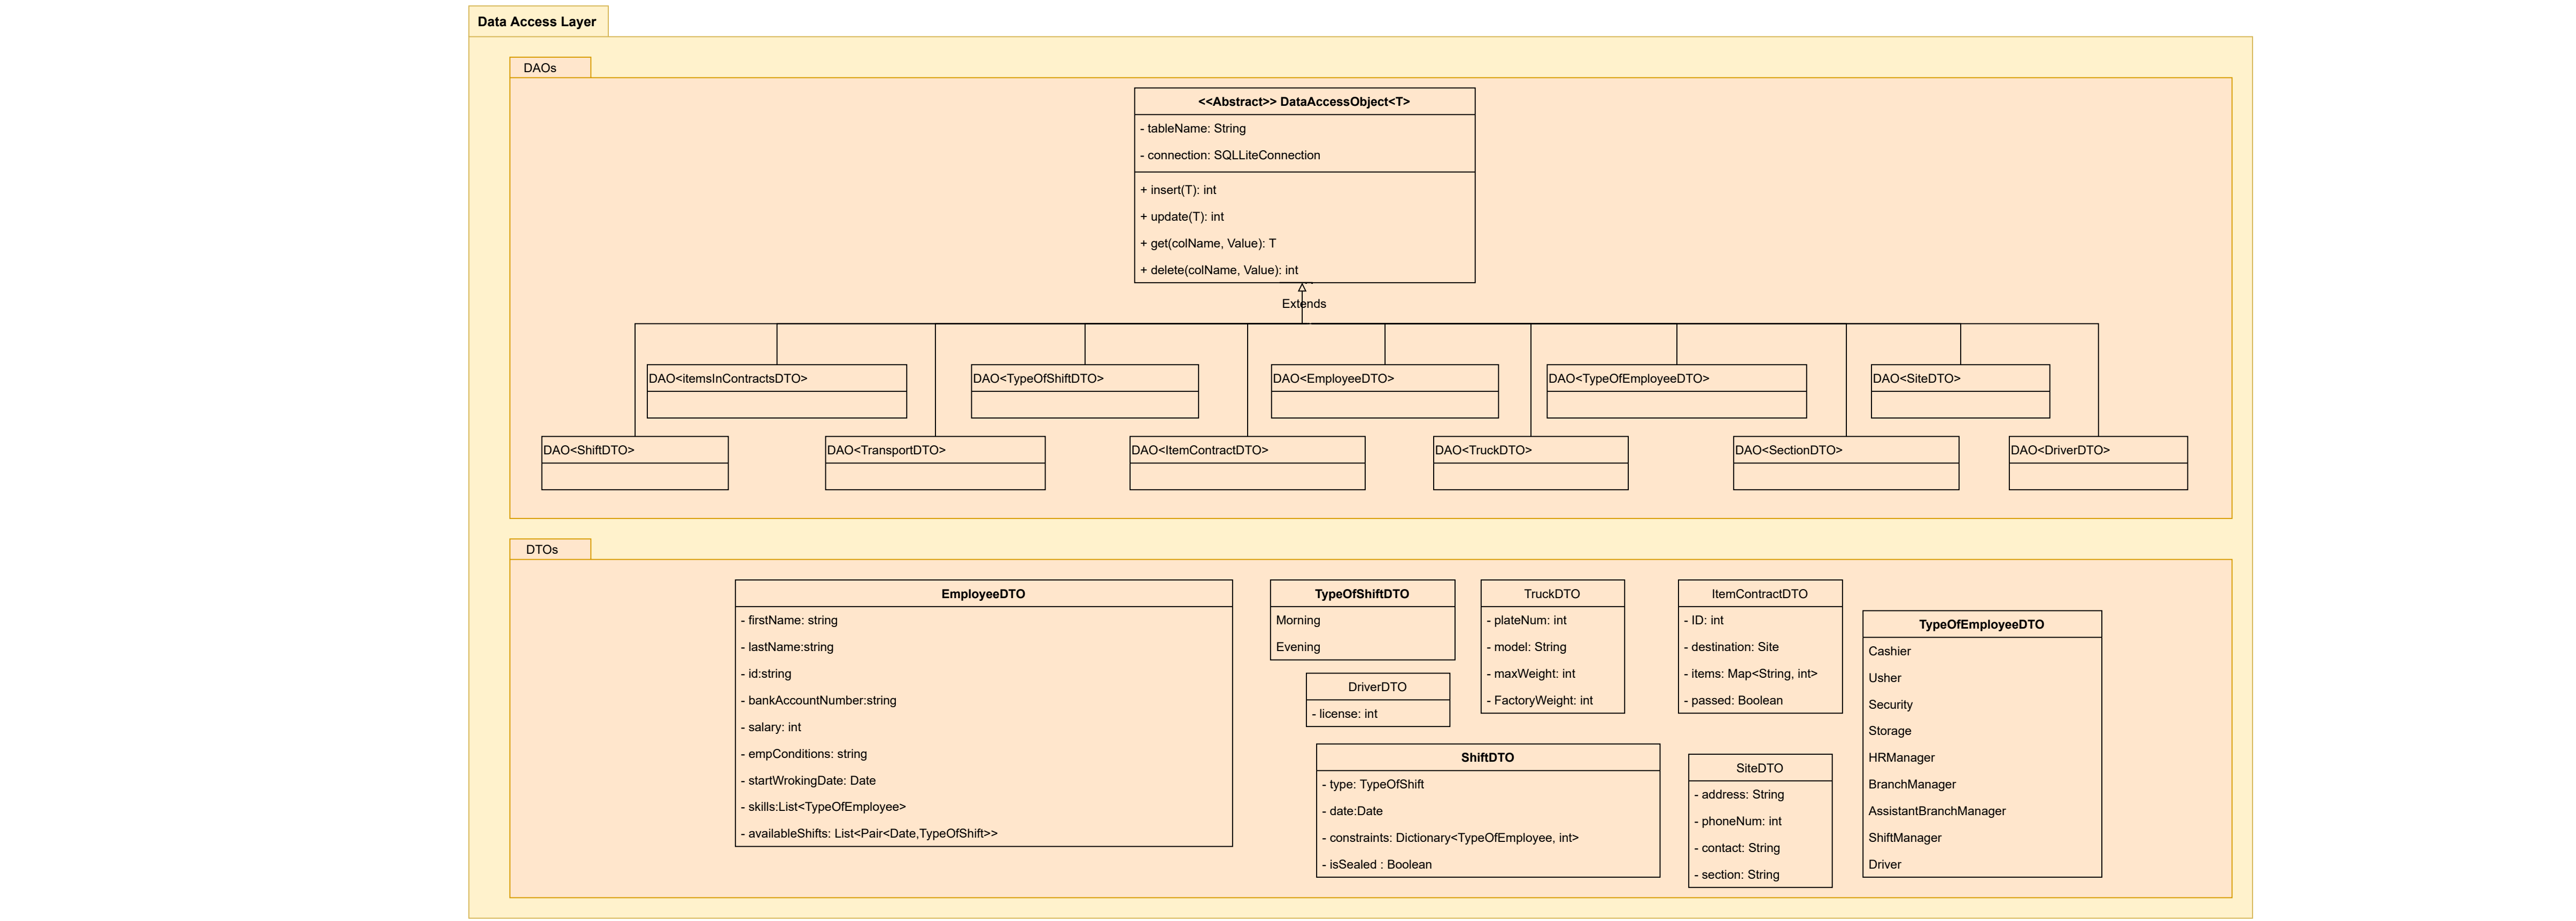 Data Access Layer
DAOs
<<Abstract>> DataAccessObject<T>
- tableName: String
- connection: SQLLiteConnection
+ insert(T): int
+ update(T): int
+ get(colName, Value): T
+ delete(colName, Value): int
Extends
DAO<itemsInContractsDTO>
DAO<TypeOfShiftDTO>
DAO<EmployeeDTO>
DAO<TypeOfEmployeeDTO>
DAO<SiteDTO>
DAO<ShiftDTO>
DAO<TransportDTO>
DAO<ItemContractDTO>
DAO<TruckDTO>
DAO<SectionDTO>
DAO<DriverDTO>
DTOs
EmployeeDTO
- firstName: string
- lastName:string
- id:string
- bankAccountNumber:string
- salary: int
- empConditions: string
- startWrokingDate: Date
- skills:List<TypeOfEmployee>
- availableShifts: List<Pair<Date,TypeOfShift>>
TypeOfShiftDTO
Morning
Evening
DriverDTO
- license: int
TruckDTO
- plateNum: int
- model: String
- maxWeight: int
- FactoryWeight: int
ShiftDTO
- type: TypeOfShift
- date:Date
- constraints: Dictionary<TypeOfEmployee, int>
- isSealed : Boolean
ItemContractDTO
- ID: int
- destination: Site
- items: Map<String, int>
- passed: Boolean
SiteDTO
- address: String
- phoneNum: int
- contact: String
- section: String
TypeOfEmployeeDTO
Cashier
Usher
Security
Storage
HRManager
BranchManager
AssistantBranchManager
ShiftManager
Driver